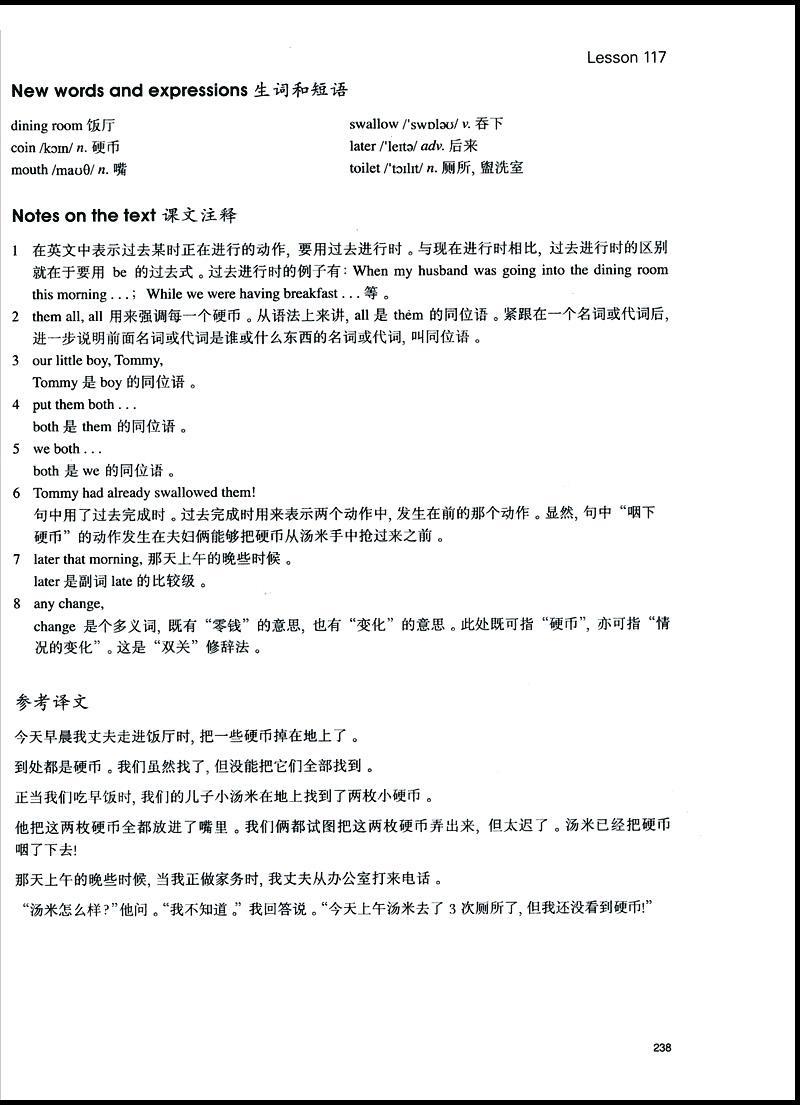 Lesson 117
New words and expressions 生词和短语
dining room 饭厅
coin /kɔɪn/ n. 硬币
mouth /maʊθ/ n. 嘴
swallow /'swɒləʊ/ v. 吞下
later /'leɪtə/ adv. 后来
toilet /'tɔɪlɪt/ n. 厕所, 盥洗室
Notes on the text 课文注释
1 在英文中表示过去某时正在进行的动作, 要用过去进行时。与现在进行时相比, 过去进行时的区别
就在于要用 be 的过去式。过去进行时的例子有: When my husband was going into the dining room
this morning . . . ; While we were having breakfast . . . 等。
2 them all, all 用来强调每一个硬币。从语法上来讲, all 是 them 的同位语。紧跟在一个名词或代词后,
进一步说明前面名词或代词是谁或什么东西的名词或代词, 叫同位语。
3 our little boy, Tommy,
Tommy 是 boy 的同位语。
4 put them both . . .
both 是 them 的同位语。
5 we both . . .
both 是 we 的同位语。
6 Tommy had already swallowed them!
句中用了过去完成时。过去完成时用来表示两个动作中, 发生在前的那个动作。显然, 句中“咽下
硬币”的动作发生在夫妇俩能够把硬币从汤米手中抢过来之前。
7 later that morning, 那天上午的晚些时候。
later 是副词 late 的比较级。
8 any change,
change 是个多义词, 既有“零钱”的意思, 也有“变化”的意思。此处既可指“硬币”, 亦可指“情
况的变化”。这是“双关”修辞法。
参考译文
今天早晨我丈夫走进饭厅时, 把一些硬币掉在地上了。
到处都是硬币。我们虽然找了, 但没能把它们全部找到。
正当我们吃早饭时, 我们的儿子小汤米在地上找到了两枚小硬币。
他把这两枚硬币全都放进了嘴里。我们俩都试图把这两枚硬币弄出来, 但太迟了。汤米已经把硬币
咽了下去!
那天上午的晚些时候, 当我正做家务时, 我丈夫从办公室打来电话。
“汤米怎么样?”他问。“我不知道。”我回答说。“今天上午汤米去了 3 次厕所了, 但我还没看到硬币!”
238